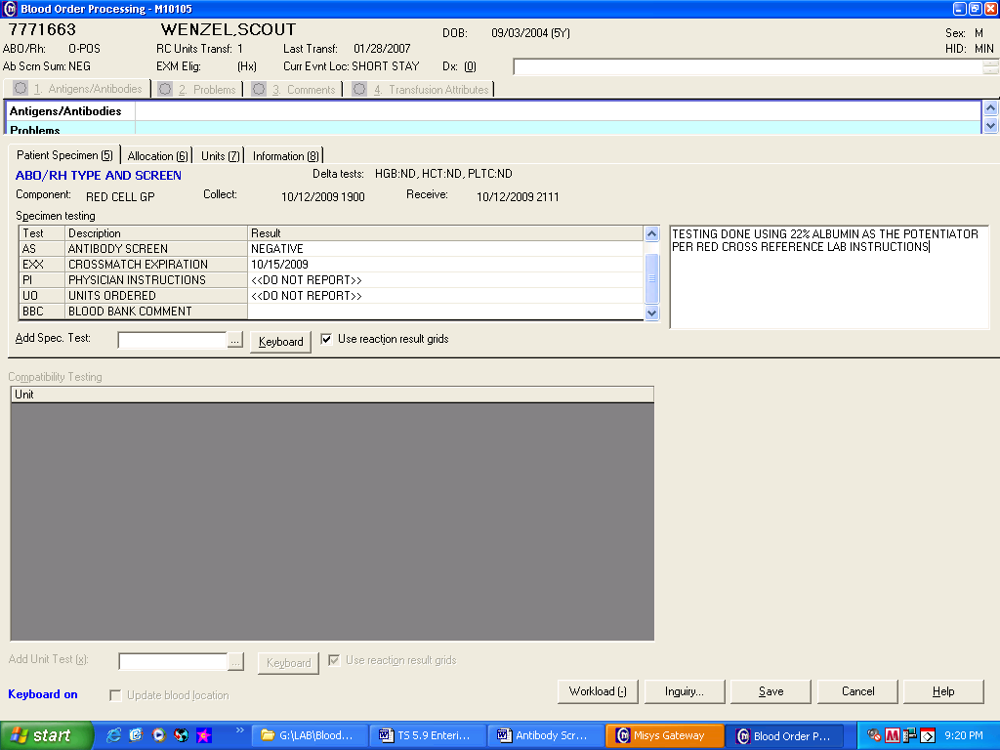 Blood Order Processing - M10105
7771663 WENZEL,SCOUT DOB: 09/03/2004 (5Y) Sex: M
ABO/Rh: O-POS RC Units Transf: 1 Last Transf: 01/28/2007 HID: MIN
Ab Scrn Sum: NEG EXM Elig: (Hx) Curr Evnt Loc: SHORT STAY Dx: (0)
1. Antigens/Antibodies 2. Problems 3. Comments 4. Transfusion Attributes
Antigens/Antibodies
Problems
Patient Specimen (5) Allocation (6) Units (7) Information (8)
ABO/RH TYPE AND SCREEN Delta tests: HGB:ND, HCT:ND, PLTC:ND
Component: RED CELL GP Collect: 10/12/2009 1900 Receive: 10/12/2009 2111
Specimen testing
Test Description Result
AS ANTIBODY SCREEN NEGATIVE
EXX CROSSMATCH EXPIRATION 10/15/2009
PI PHYSICIAN INSTRUCTIONS <<DO NOT REPORT>>
UO UNITS ORDERED <<DO NOT REPORT>>
BBC BLOOD BANK COMMENT
TESTING DONE USING 22% ALBUMIN AS THE POTENTIATOR
PER RED CROSS REFERENCE LAB INSTRUCTIONS
Add Spec. Test: ... Keyboard Use reaction result grids
Compatibility Testing
Unit
Add Unit Test (x): ... Keyboard Use reaction result grids
Keyboard on Update blood location
Workload (-) Inquiry... Save Cancel Help
start G:\LAB\Blood... TS 5.9 Enteri... Antibody Scr... Misys Gateway Blood Order P... 9:20 PM